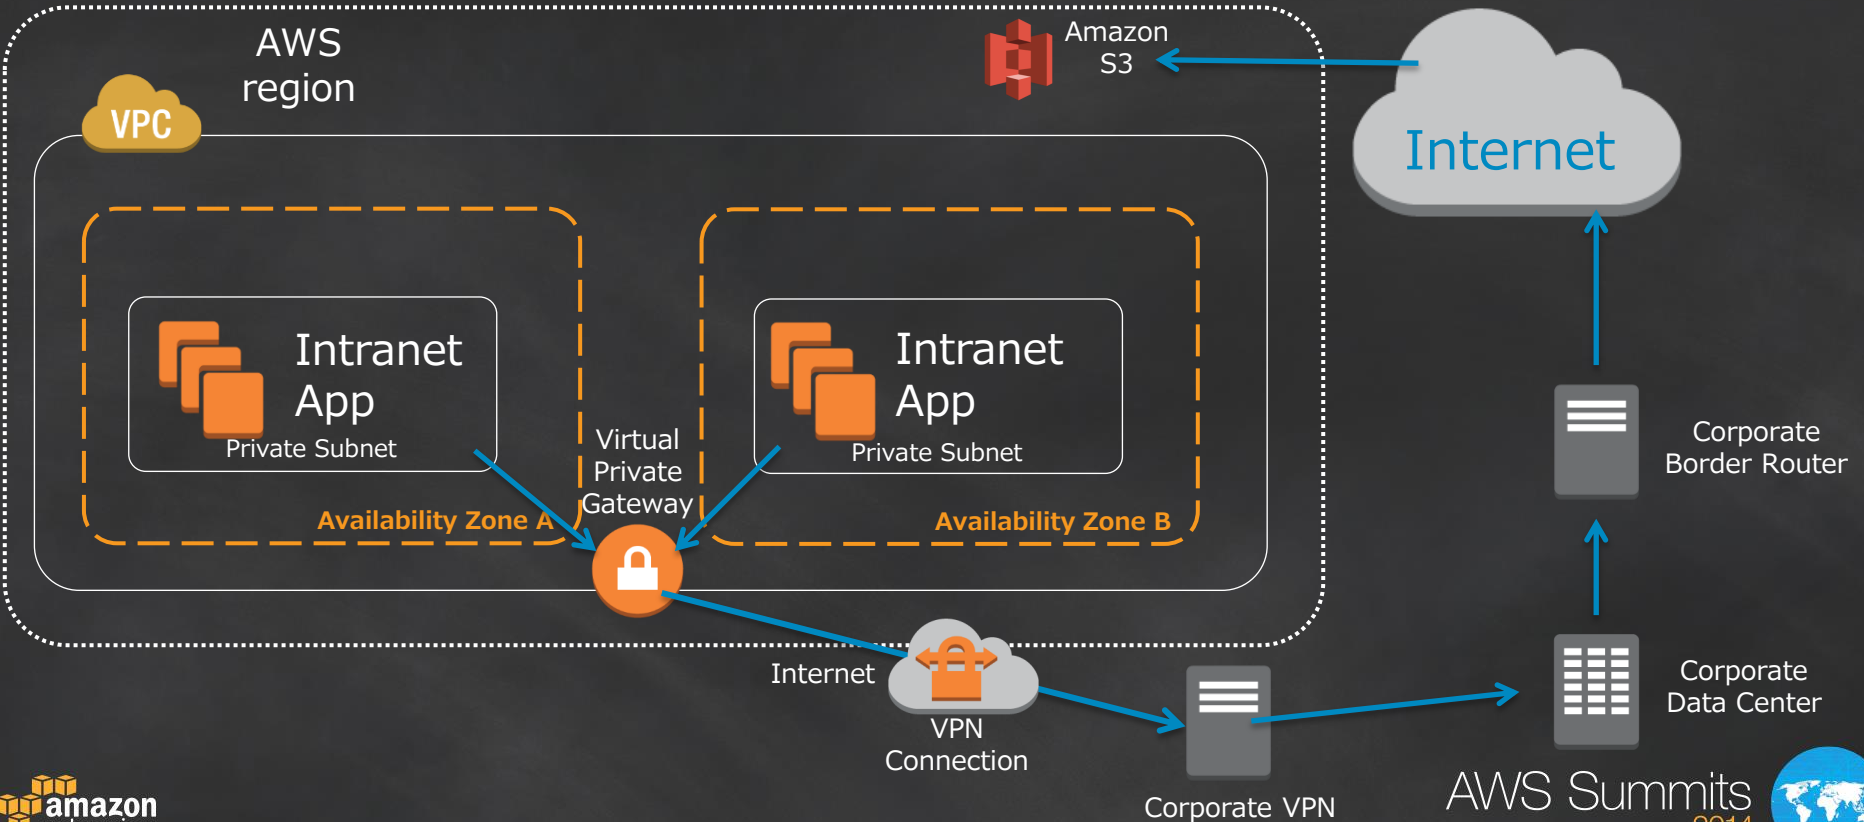 AWS
region
Amazon
S3
VPC
Internet
Intranet
App
Private Subnet
Availability Zone A
Virtual
Private
Gateway
Intranet
App
Private Subnet
Availability Zone B
Corporate
Border Router
Internet
VPN
Connection
Corporate VPN
Corporate
Data Center
amazon
AWS Summits
2014